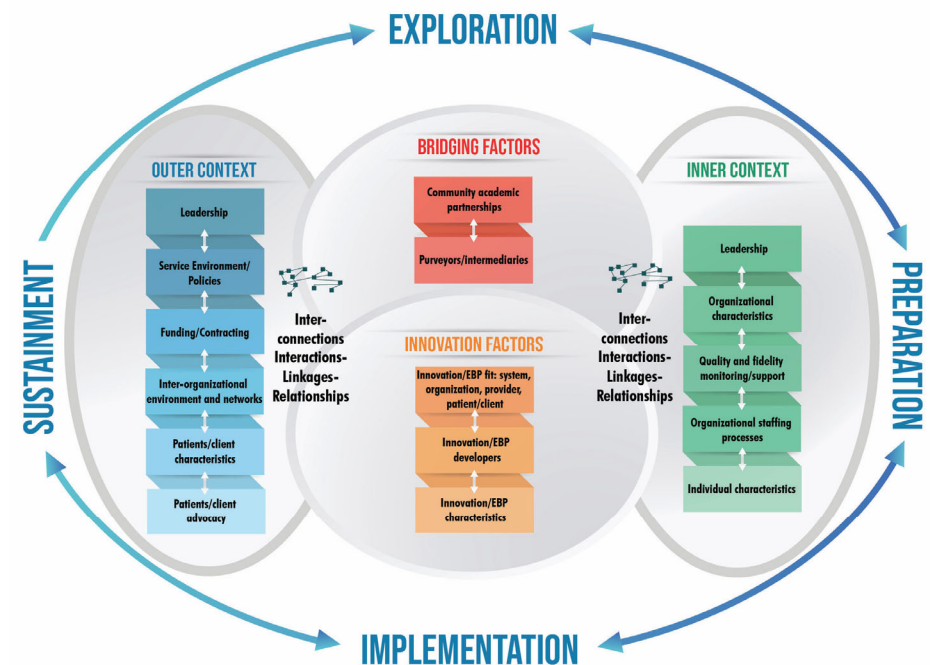 EXPLORATION
SUSTAINMENT
PREPARATION
IMPLEMENTATION
OUTER CONTEXT
Leadership
Service Environment/
Policies
Funding/Contracting
Inter-organizational
environment and networks
Patients/client
characteristics
Patients/client
advocacy
Inter-
connections
Interactions-
Linkages-
Relationships
BRIDGING FACTORS
Community academic
partnerships
Purveyors/intermediaries
INNOVATION FACTORS
Innovation/EBP fit: system,
organization, provider,
patient/client
Innovation/EBP
developers
Innovation/EBP
characteristics
Inter-
connections
Interactions-
Linkages-
Relationships
INNER CONTEXT
Leadership
Organizational
characteristics
Quality and fidelity
monitoring/support
Organizational staffing
processes
Individual characteristics